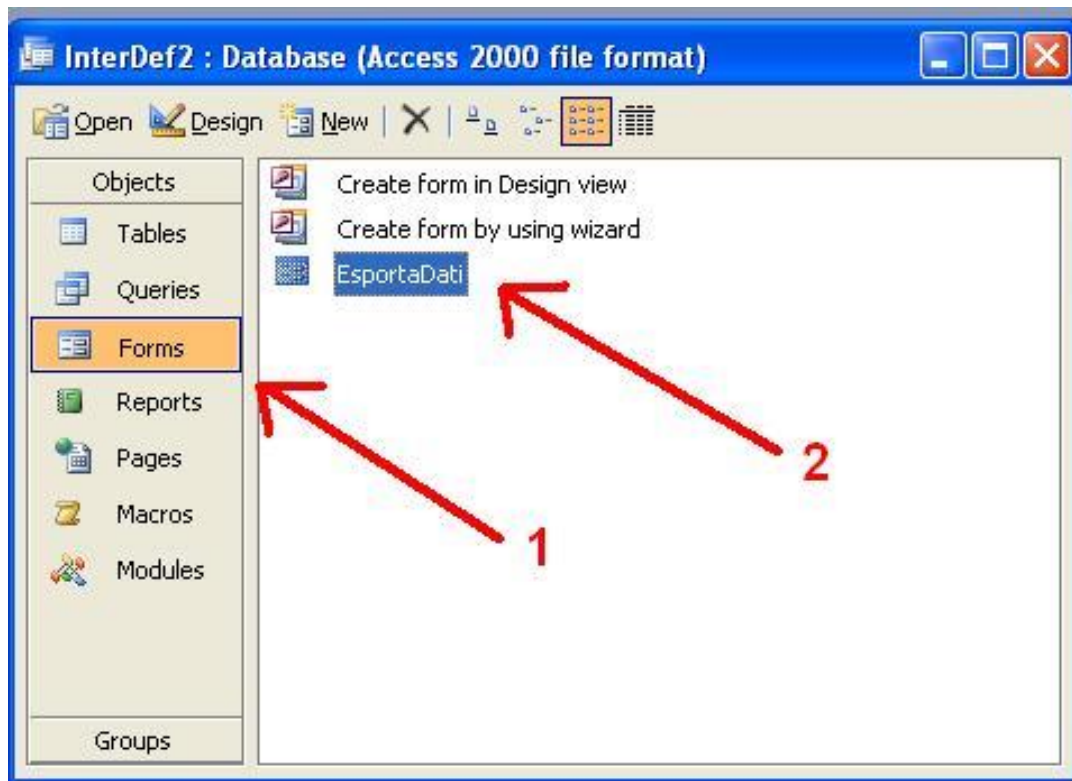 InterDef2 : Database (Access 2000 file format)
Open Design New
Objects
Tables
Queries
Forms
Reports
Pages
Macros
Modules
Groups
Create form in Design view
Create form by using wizard
EsportaDati
1
2